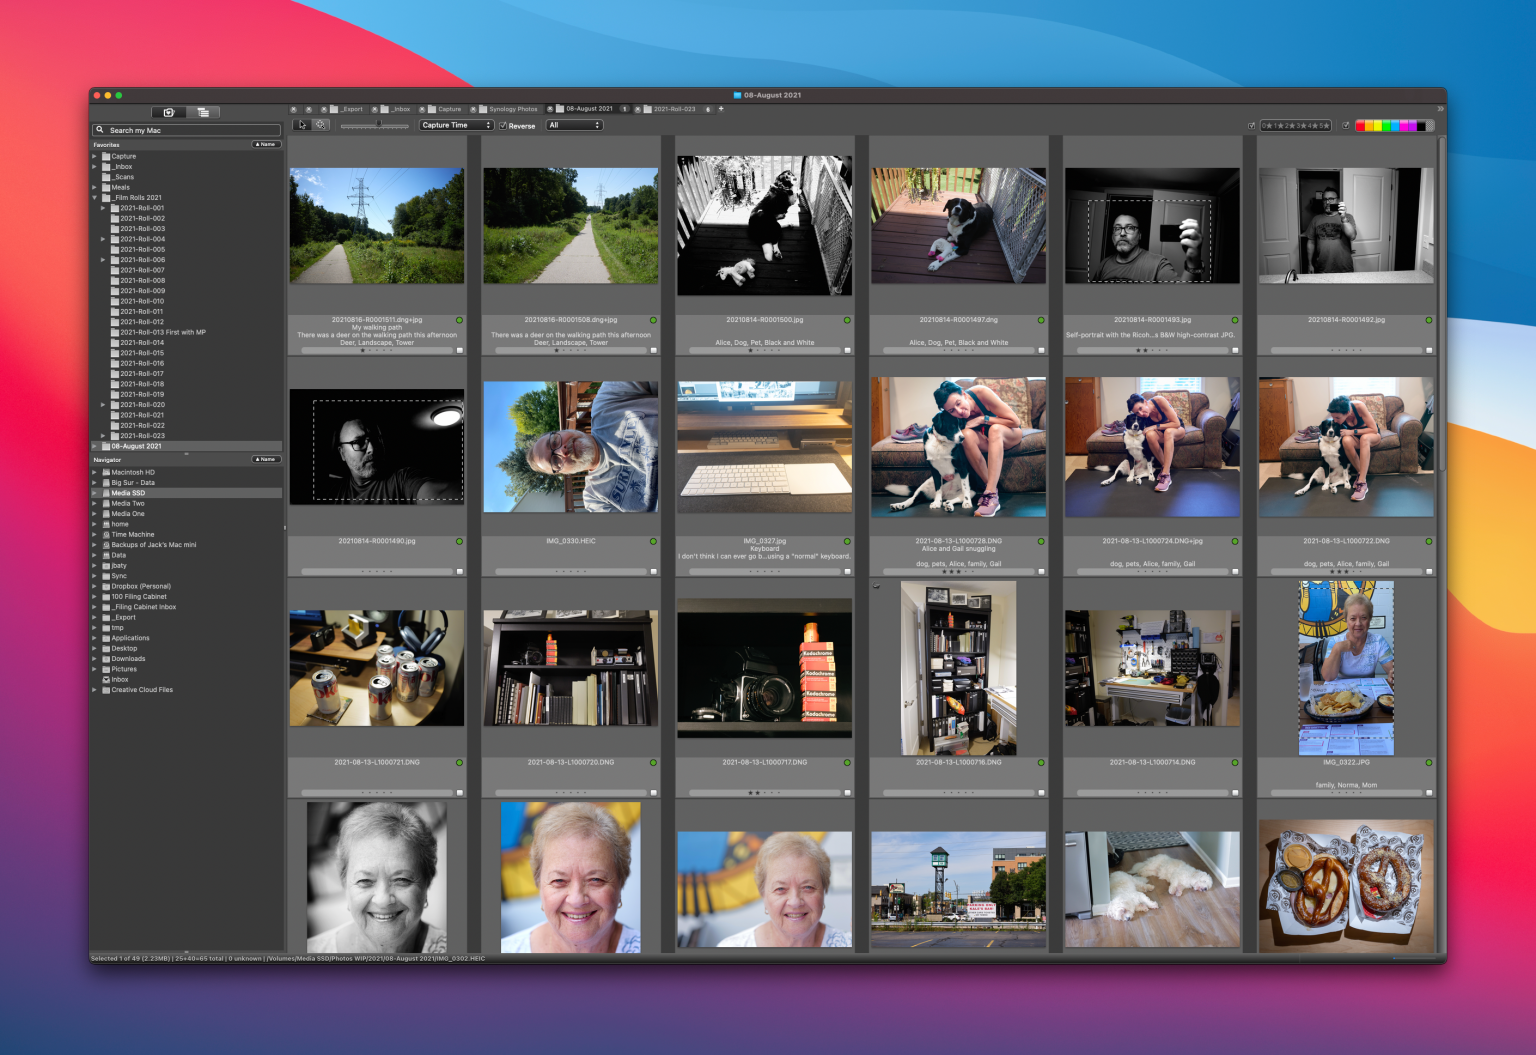 08-August 2021
_Export
_Inbox
Capture
Synology Photos
08-August 2021
1
2021-Roll-023
6
Search my Mac
Capture Time
Reverse
All
0★1★2★3★4★5★
Favorites
Name
Capture
_Inbox
_Scans
Meals
_Film Rolls 2021
2021-Roll-001
2021-Roll-002
2021-Roll-003
2021-Roll-004
2021-Roll-005
2021-Roll-006
2021-Roll-007
2021-Roll-008
2021-Roll-009
2021-Roll-010
2021-Roll-011
2021-Roll-012
2021-Roll-013 First with MP
2021-Roll-014
2021-Roll-015
2021-Roll-016
2021-Roll-017
2021-Roll-018
2021-Roll-019
2021-Roll-020
2021-Roll-021
2021-Roll-022
2021-Roll-023
08-August 2021
Navigator
Name
Macintosh HD
Big Sur - Data
Media SSD
Media Two
Media One
home
Time Machine
Backups of Jack's Mac mini
Data
jbaty
Sync
Dropbox (Personal)
100 Filing Cabinet
_Filing Cabinet Inbox
_Export
tmp
Applications
Desktop
Downloads
Pictures
Inbox
Creative Cloud Files
20210816-R0001511.dng+jpg
My walking path
There was a deer on the walking path this afternoon
Deer, Landscape, Tower
20210816-R0001508.dng+jpg
There was a deer on the walking path this afternoon
Deer, Landscape, Tower
20210814-R0001500.jpg
Alice, Dog, Pet, Black and White
20210814-R0001497.dng
Alice, Dog, Pet, Black and White
20210814-R0001493.jpg
Self-portrait with the Ricoh...s B&W high-contrast JPG.
20210814-R0001492.jpg
20210814-R0001490.jpg
IMG_0330.HEIC
IMG_0327.jpg
Keyboard
I don't think i can ever go b...using a "normal" keyboard.
2021-08-13-L1000728.DNG
Alice and Gail snuggling
dog, pets, Alice, family, Gail
2021-08-13-L1000724.DNG+jpg
dog, pets, Alice, family, Gail
2021-08-13-L1000722.DNG
dog, pets, Alice, family, Gail
2021-08-13-L1000721.DNG
2021-08-13-L1000720.DNG
Kodachrome
Kodachrome
Kodachrome
Kodachrome
2021-08-13-L1000717.DNG
2021-08-13-L1000716.DNG
2021-08-13-L1000714.DNG
IMG_0322.JPG
family, Norma, Mom
Selected 1 of 49 (2.23MB) | 25+40=65 total | 0 unknown | /Volumes/Media SSD/Photos WIP/2021/08-August 2021/IMG_0302.HEIC